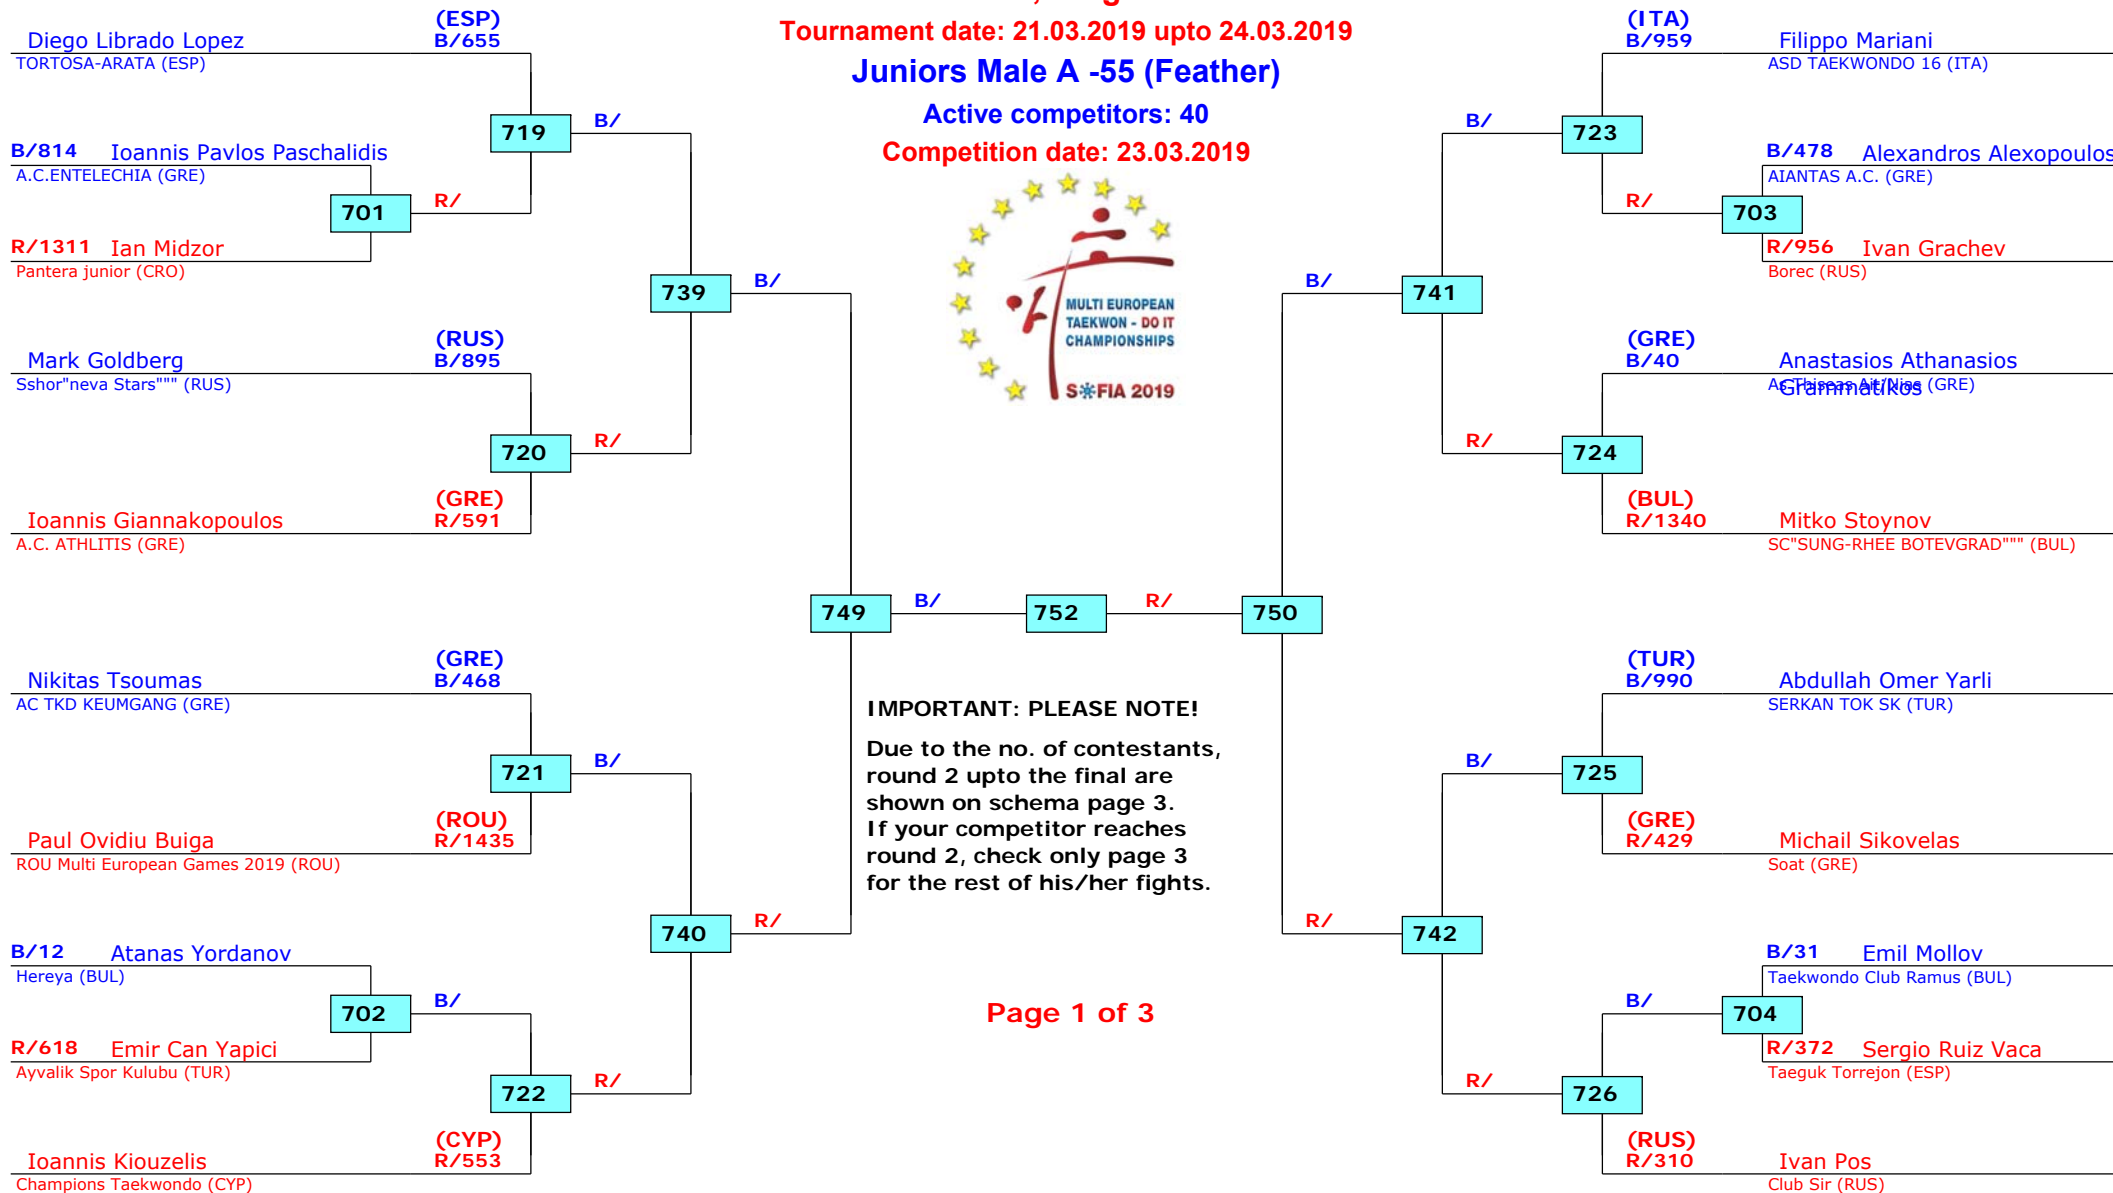 Tournament date: 21.03.2019 upto 24.03.2019
Juniors Male A -55 (Feather)
Active competitors: 40
Competition date: 23.03.2019
MULTI EUROPEAN
TAEKWON - DO IT
CHAMPIONSHIPS
SOFIA 2019
(ESP)
Diego Librado Lopez B/655
TORTOSA-ARATA (ESP)
719 B/
B/814 Ioannis Pavlos Paschalidis
A.C.ENTELECHIA (GRE)
701 R/
R/1311 Ian Midzor
Pantera junior (CRO)
739 B/
(RUS)
Mark Goldberg B/895
Sshor"neva Stars""" (RUS)
720 R/
(GRE)
Ioannis Giannakopoulos R/591
A.C. ATHLITIS (GRE)
749 B/ 752 R/ 750
(GRE)
Nikitas Tsoumas B/468
AC TKD KEUMGANG (GRE)
721 B/
(ROU)
Paul Ovidiu Buiga R/1435
ROU Multi European Games 2019 (ROU)
740 R/
B/12 Atanas Yordanov
Hereya (BUL)
702 B/
R/618 Emir Can Yapici
Ayvalik Spor Kulubu (TUR)
722 R/
(CYP)
Ioannis Kiouzelis R/553
Champions Taekwondo (CYP)
IMPORTANT: PLEASE NOTE!
Due to the no. of contestants,
round 2 upto the final are
shown on schema page 3.
If your competitor reaches
round 2, check only page 3
for the rest of his/her fights.
Page 1 of 3
(ITA)
B/959 Filippo Mariani
ASD TAEKWONDO 16 (ITA)
B/ 723
B/478 Alexandros Alexopoulos
AIANTAS A.C. (GRE)
R/ 703
R/956 Ivan Grachev
Borec (RUS)
B/ 741
(GRE)
B/40 Anastasios Athanasios
Grammatikos
(GRE)
R/ 724
(BUL)
R/1340 Mitko Stoynov
SC"SUNG-RHEE BOTEVGRAD""" (BUL)
(TUR)
B/990 Abdullah Omer Yarli
SERKAN TOK SK (TUR)
B/ 725
(GRE)
R/429 Michail Sikovelas
Soat (GRE)
R/ 742
B/31 Emil Mollov
Taekwondo Club Ramus (BUL)
B/ 704
R/372 Sergio Ruiz Vaca
Taeguk Torrejon (ESP)
R/ 726
(RUS)
R/310 Ivan Pos
Club Sir (RUS)